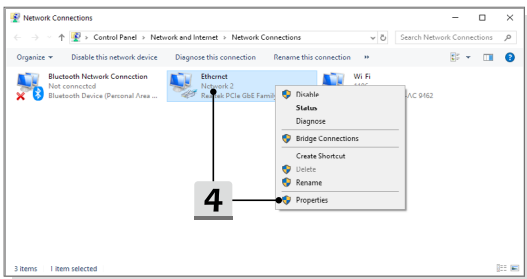 Network Connections
Control Panel > Network and Internet > Network Connections
Search Network Connections
Organize Disable this network device Diagnose this connection Rename this connection »
Bluetooth Network Connection
Not connected
Bluetooth Device (Personal Area ...
Ethernet
Network 2
Realtek PCIe GbE Family
Wi Fi
AC 9462
Disable
Status
Diagnose
Bridge Connections
Create Shortcut
Delete
Rename
Properties
4
3 items 1 item selected